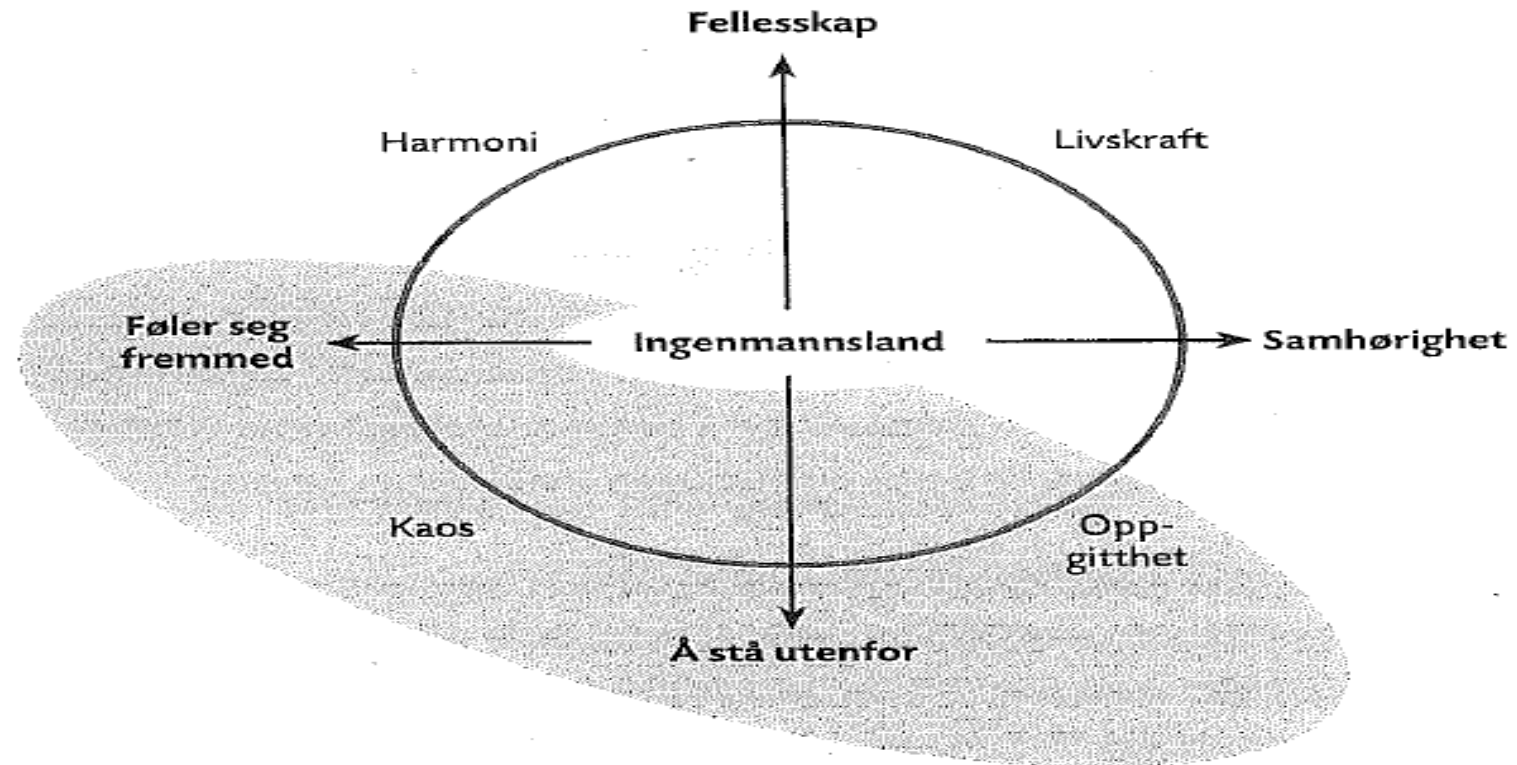 Fellesskap
Harmoni
Livskraft
Føler seg
fremmed
Ingenmannsland
Samhørighet
Kaos
Opp-
gitthet
Å stå utenfor